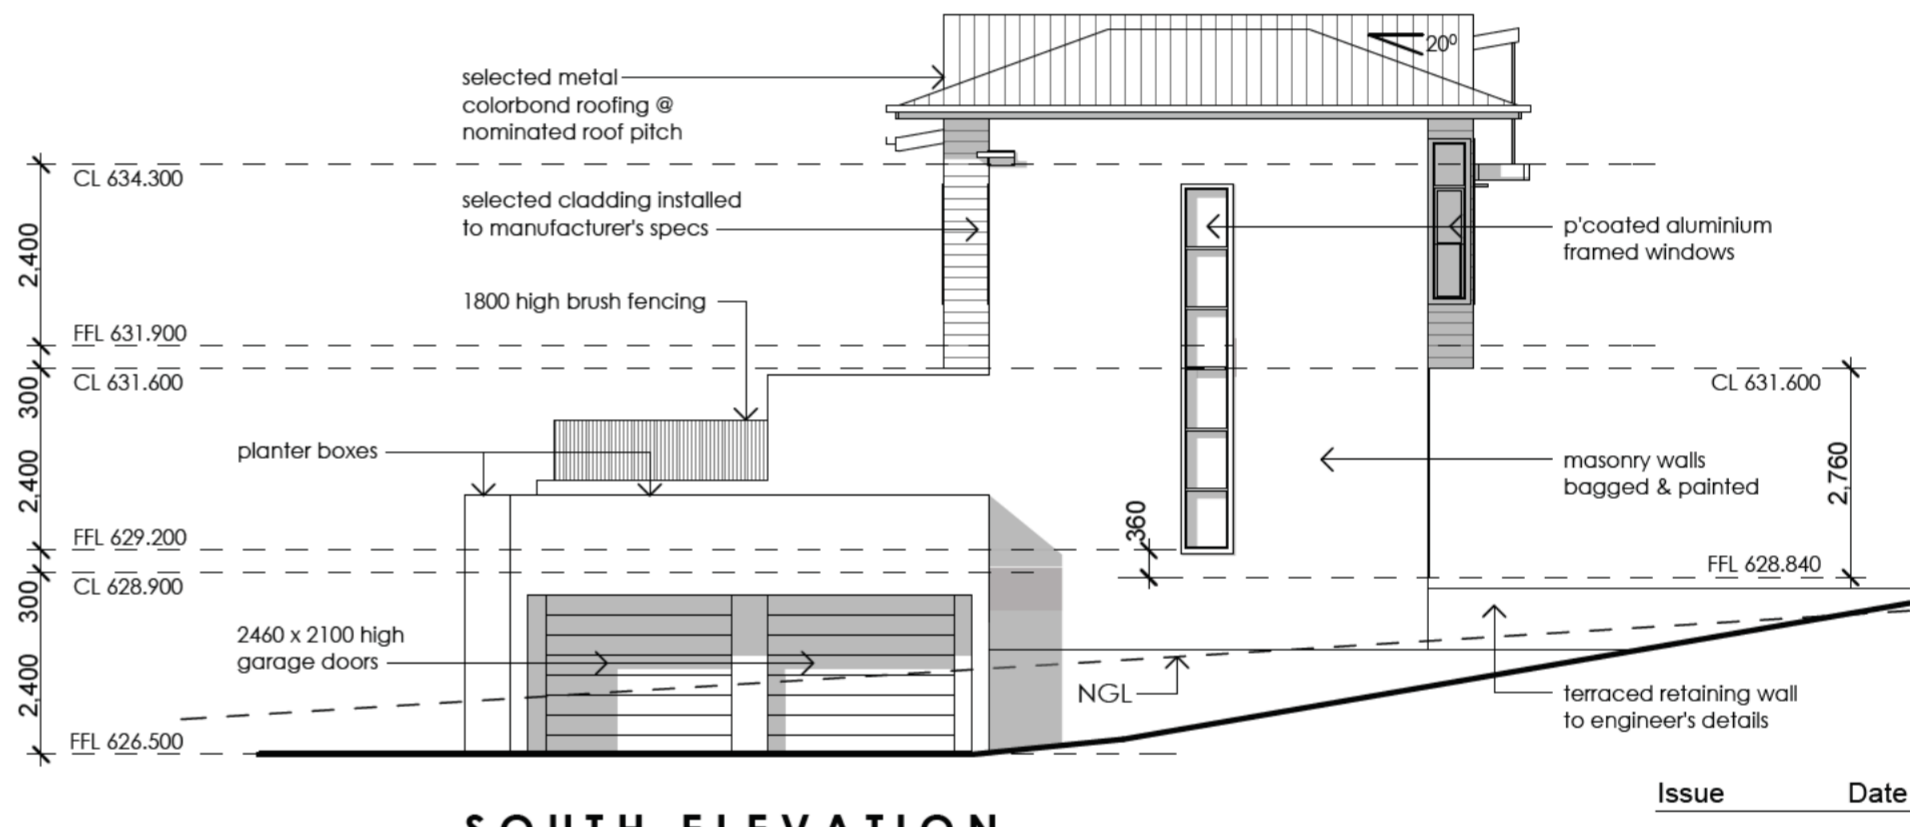 20⁰
selected metal
colorbond roofing @
nominated roof pitch
CL 634.300
selected cladding installed
to manufacturer's specs
p'coated aluminium
framed windows
2,400
1800 high brush fencing
FFL 631.900
300
CL 631.600
CL 631.600
planter boxes
masonry walls
bagged & painted
2,760
2,400
360
FFL 629.200
FFL 628.840
CL 628.900
300
2460 x 2100 high
garage doors
2,400
NGL
terraced retaining wall
to engineer's details
FFL 626.500
Issue Date
SOUTH ELEVATION